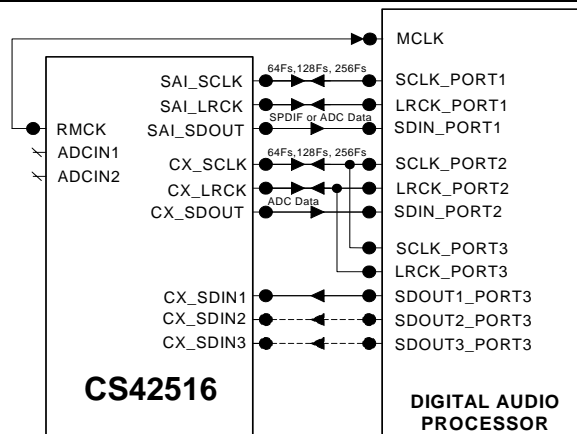 MCLK
64Fs,128Fs, 256Fs
SAI_SCLK
SCLK_PORT1
SAI_LRCK
LRCK_PORT1
SPDIF or ADC Data
RMCK
SAI_SDOUT
SDIN_PORT1
ADCIN1
64Fs,128Fs, 256Fs
CX_SCLK
SCLK_PORT2
ADCIN2
CX_LRCK
LRCK_PORT2
ADC Data
CX_SDOUT
SDIN_PORT2
SCLK_PORT3
LRCK_PORT3
CX_SDIN1
SDOUT1_PORT3
CX_SDIN2
SDOUT2_PORT3
CX_SDIN3
SDOUT3_PORT3
CS42516
DIGITAL AUDIO
PROCESSOR